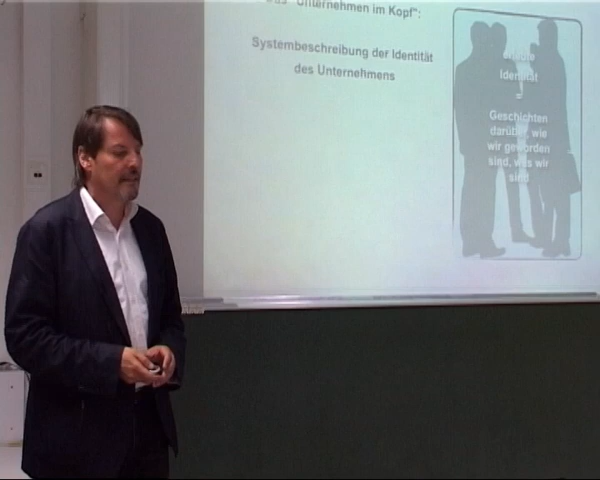 "Unternehmen im Kopf":
Systembeschreibung der Identität
des Unternehmens
Identität
=
Geschichten
darüber, wie
wir geworden
sind, was wir
sind